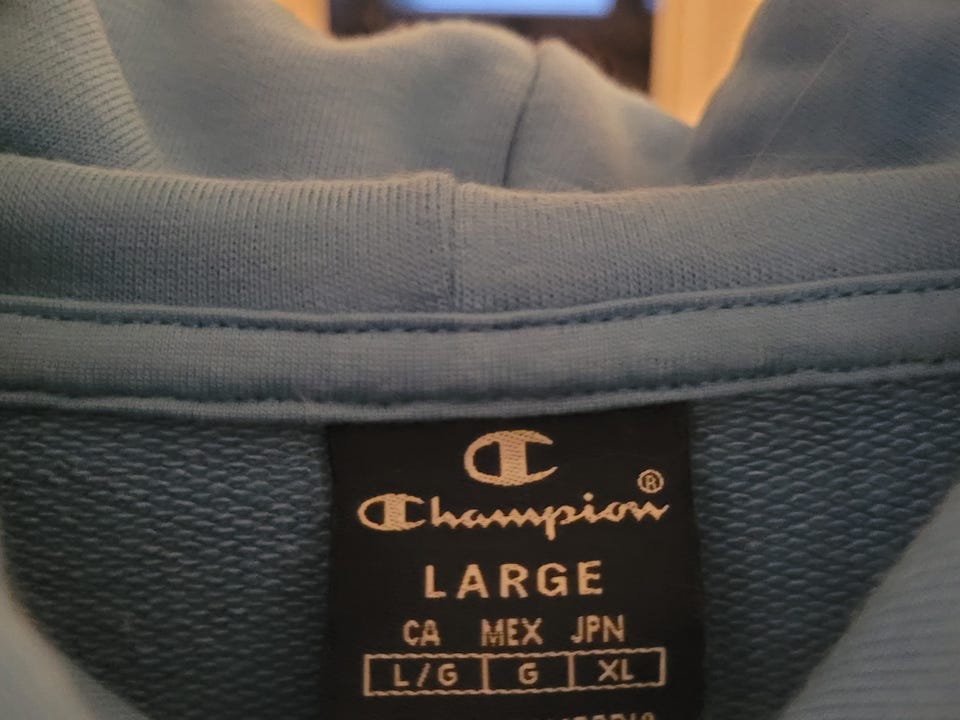 C
Champion®
LARGE
CA MEX JPN
L/G G XL